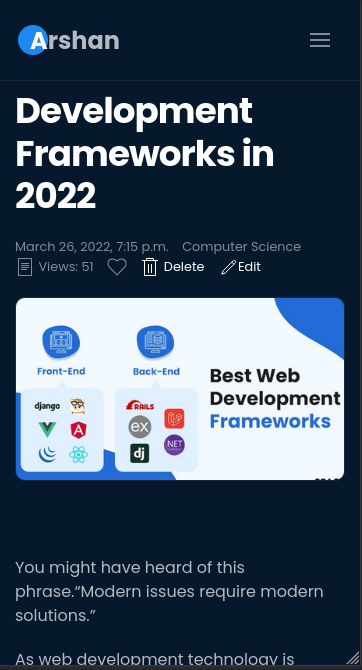 Arshan
Development
Frameworks in
2022
March 26, 2022, 7:15 p.m. Computer Science
Views: 51 Delete Edit
Front-End
Back-End
Best Web
Development
Frameworks
django
RAILS
ex
.NET
dj
You might have heard of this
phrase.“Modern issues require modern
solutions.”
As web development technology is